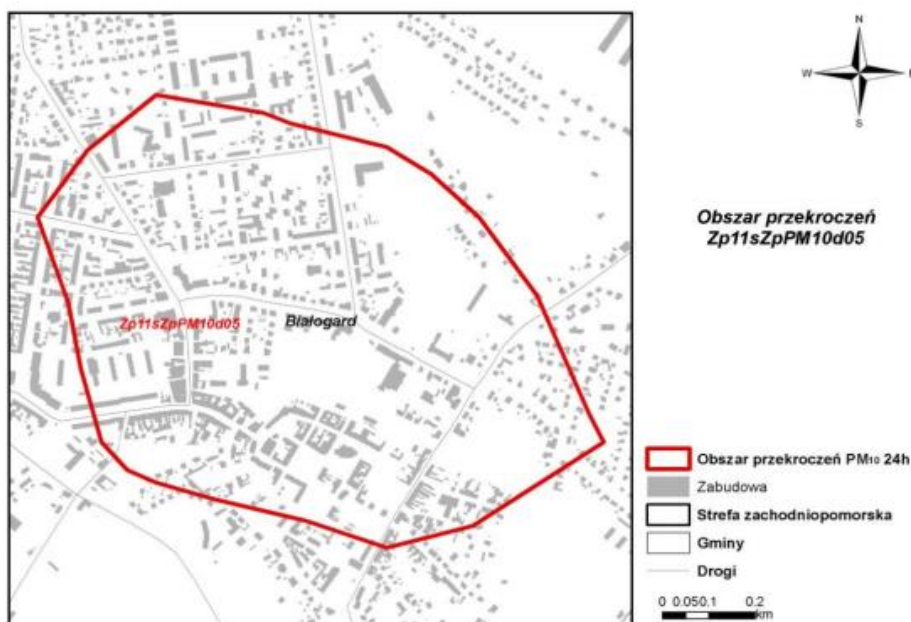 N
W
S
Obszar przekroczeń
Zp11sZpPM10d05
Zp11sZpPM10d05
Białogard
Obszar przekroczeń PM10 24h
Zabudowa
Strefa zachodniopomorska
Gminy
Drogi
0 0.050.1 0.2
km